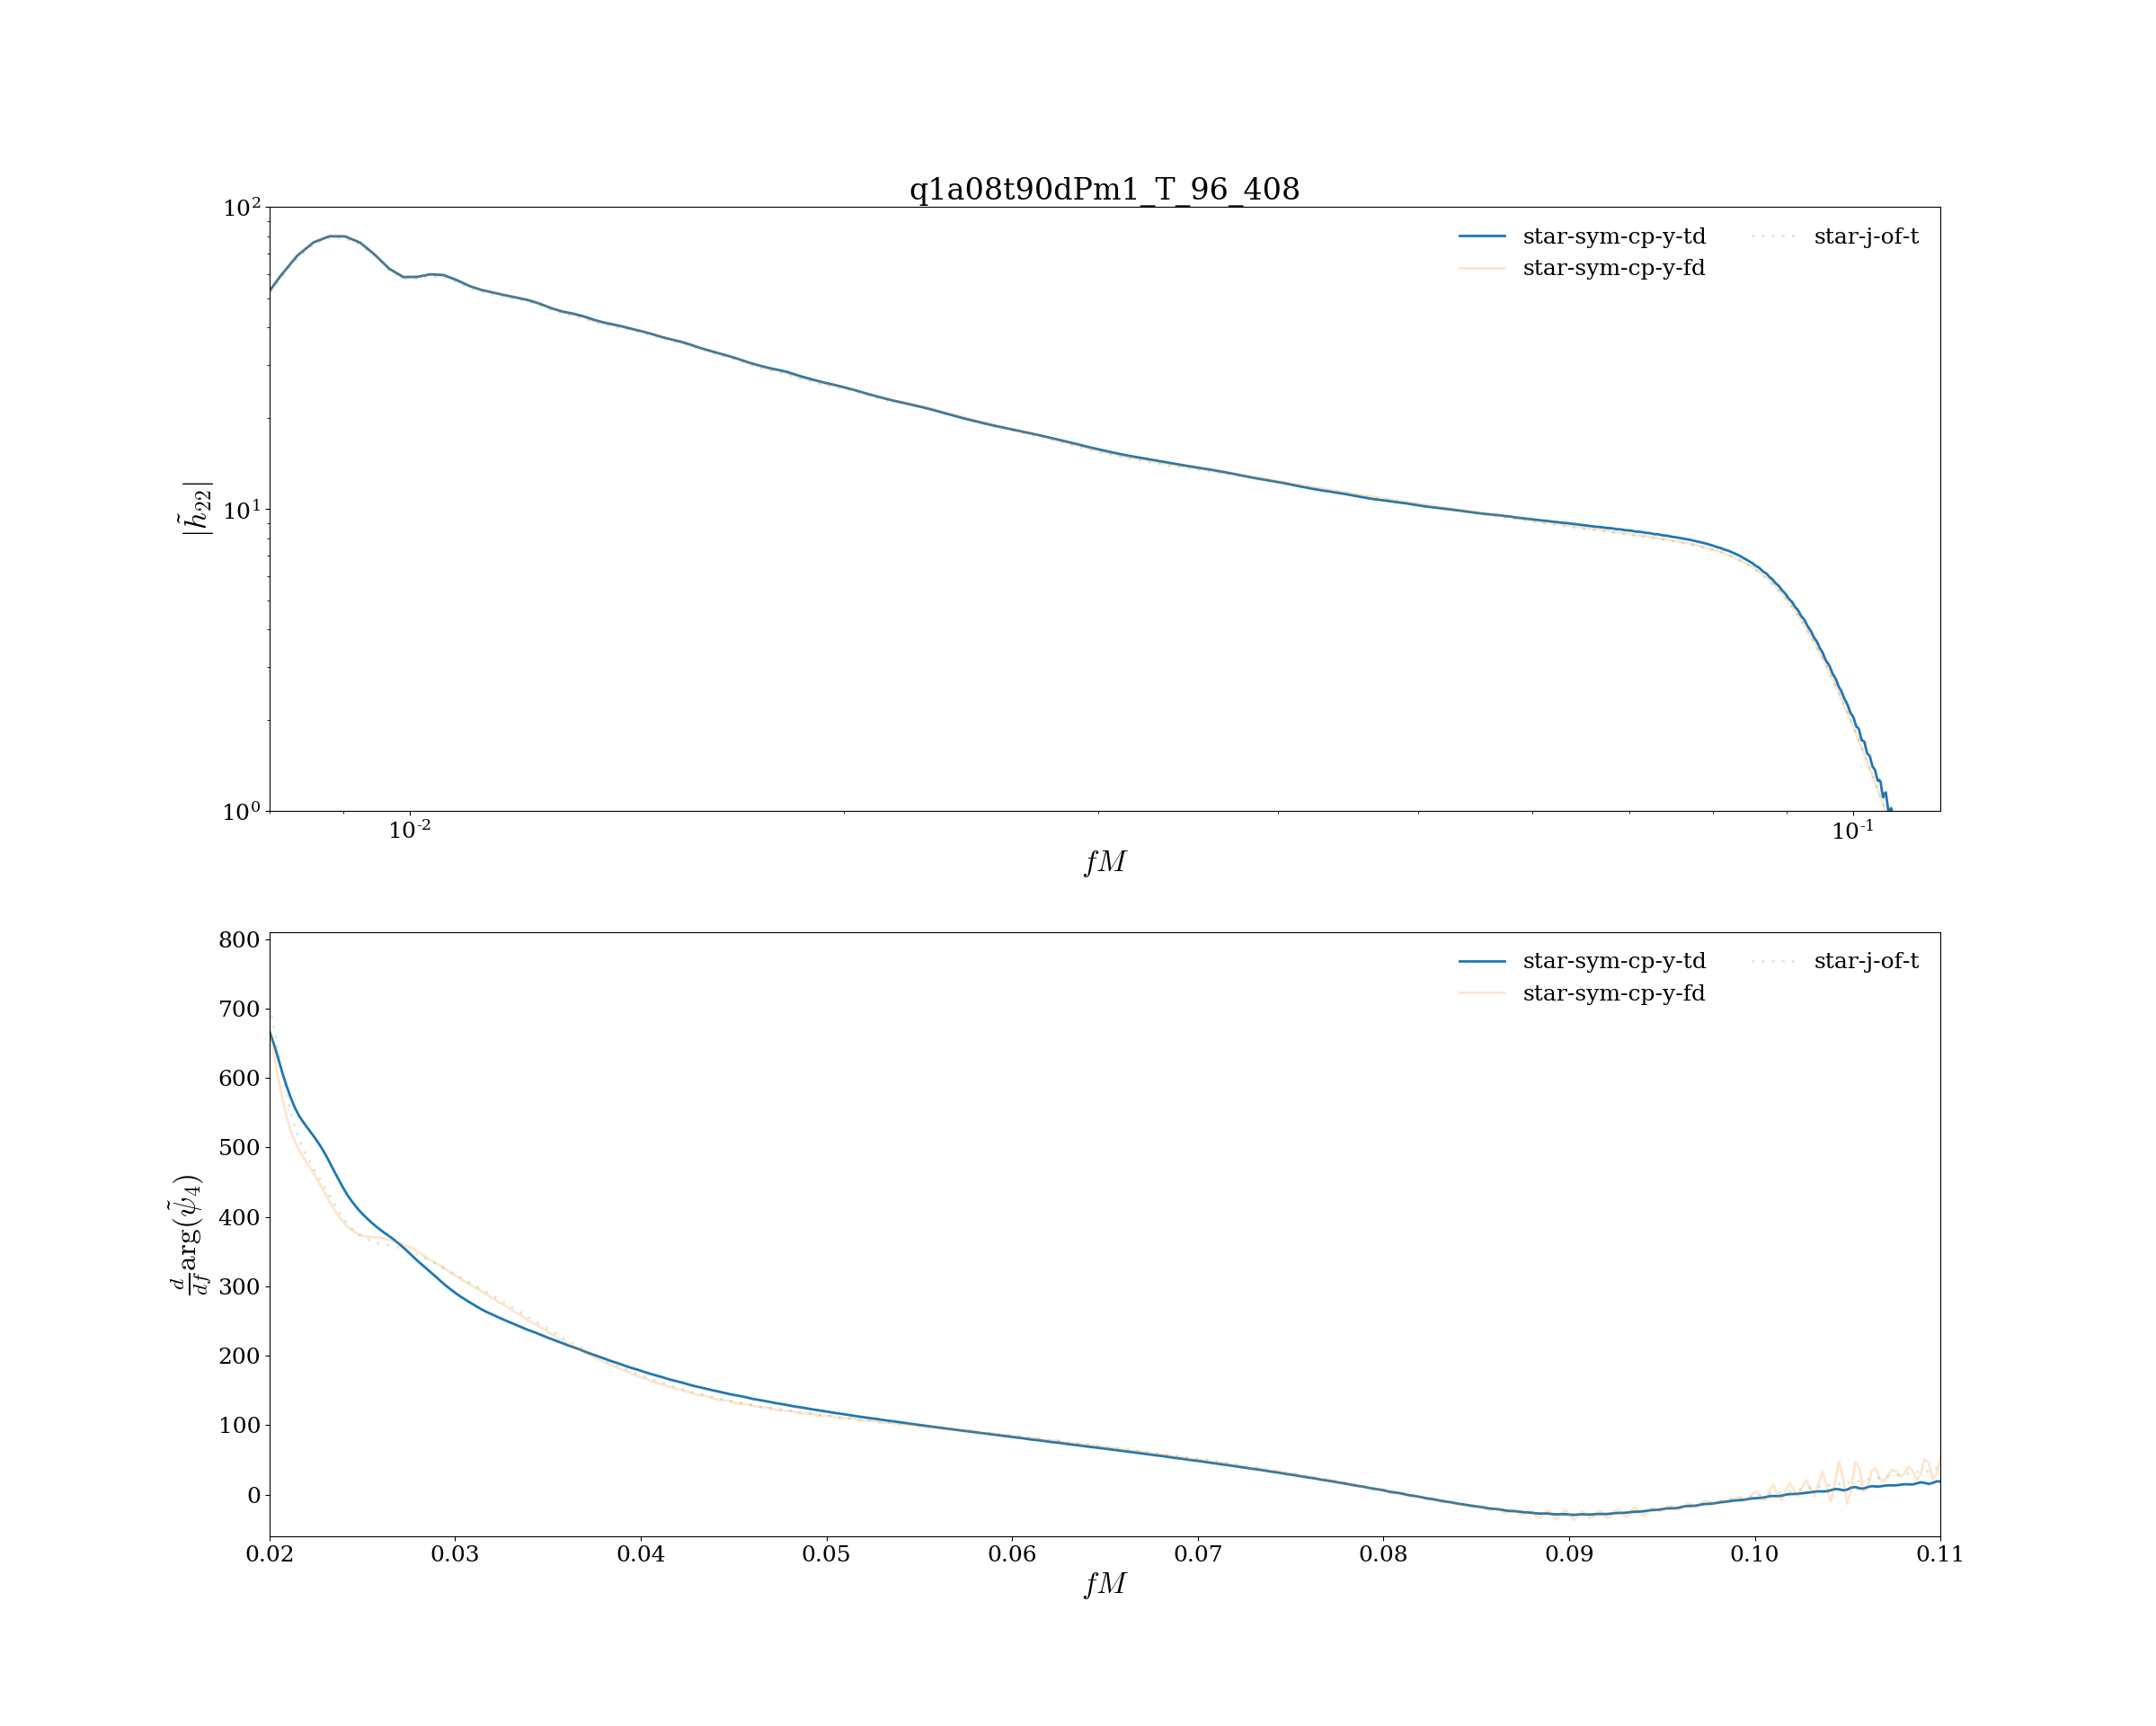 q1a08t90dPm1_T_96_408
10²
10¹
10⁰
|h̃₂₂|
star-sym-cp-y-td
star-sym-cp-y-fd
star-j-of-t
10⁻²
10⁻¹
fM
800
700
600
500
400
300
200
100
0
d/df arg(ψ̃₄)
star-sym-cp-y-td
star-sym-cp-y-fd
star-j-of-t
0.02 0.03 0.04 0.05 0.06 0.07 0.08 0.09 0.10 0.11
fM